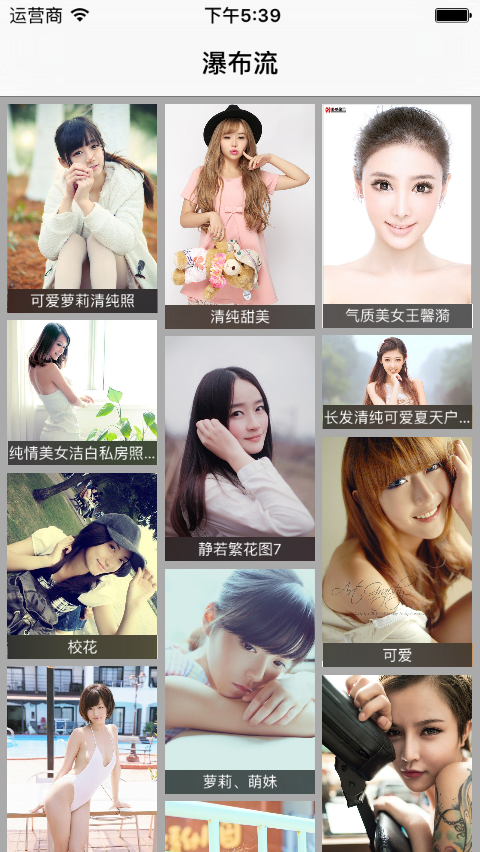 运营商
下午5:39
瀑布流
可爱萝莉清纯照
清纯甜美
气质美女王馨漪
纯情美女洁白私房照...
长发清纯可爱夏天户...
静若繁花图7
校花
可爱
萝莉、萌妹